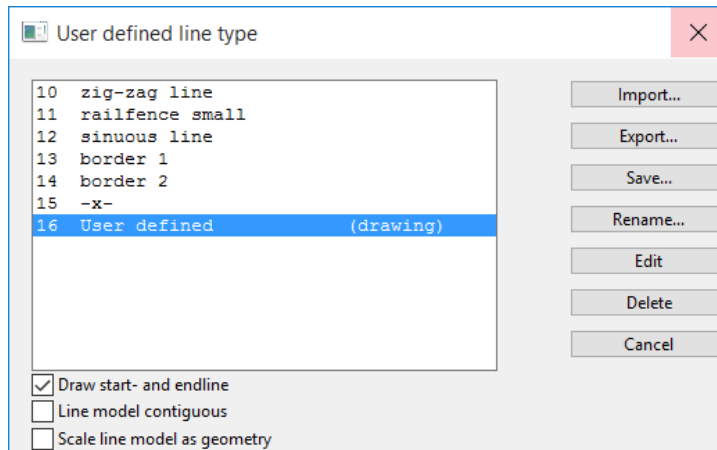 User defined line type
10 zig-zag line
11 railfence small
12 sinuous line
13 border 1
14 border 2
15 -x-
16 User defined (drawing)
Import...
Export...
Save...
Rename...
Edit
Delete
Cancel
Draw start- and endline
Line model contiguous
Scale line model as geometry